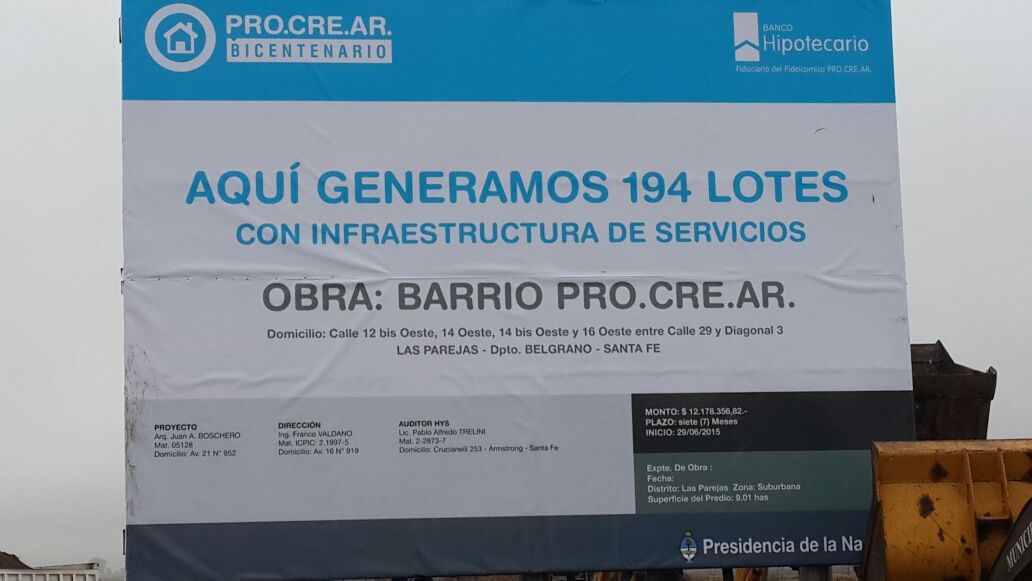 PRO.CRE.AR.
BICENTENARIO
BANCO
Hipotecario
Fiduciario del Fideicomiso PRO.CRE.AR.
AQUÍ GENERAMOS 194 LOTES
CON INFRAESTRUCTURA DE SERVICIOS
OBRA: BARRIO PRO.CRE.AR.
Domicilio: Calle 12 bis Oeste, 14 Oeste, 14 bis Oeste y 16 Oeste entre Calle 29 y Diagonal 3
LAS PAREJAS - Dpto. BELGRANO - SANTA FE
PROYECTO
Arq. Juan A. BOSCHERO
Mat. 05126
Domicilio: Av. 21 N° 952
DIRECCIÓN
Ing. Franco VALDANO
Mat. ICPIC: 2.1997-5
Domicilio: Av. 16 N° 919
AUDITOR HYS
Lic. Pablo Alfredo TRELINI
Mat. 2-2873-7
Domicilio: Crucianelli 253 - Armstrong - Santa Fe
MONTO: $ 12.178.356,82.-
PLAZO: siete (7) Meses
INICIO: 29/06/2015
Expte. De Obra :
Fecha:
Distrito: Las Parejas Zona: Suburbana
Superficie del Predio: 9,01 has
Presidencia de la Na
MUNICI